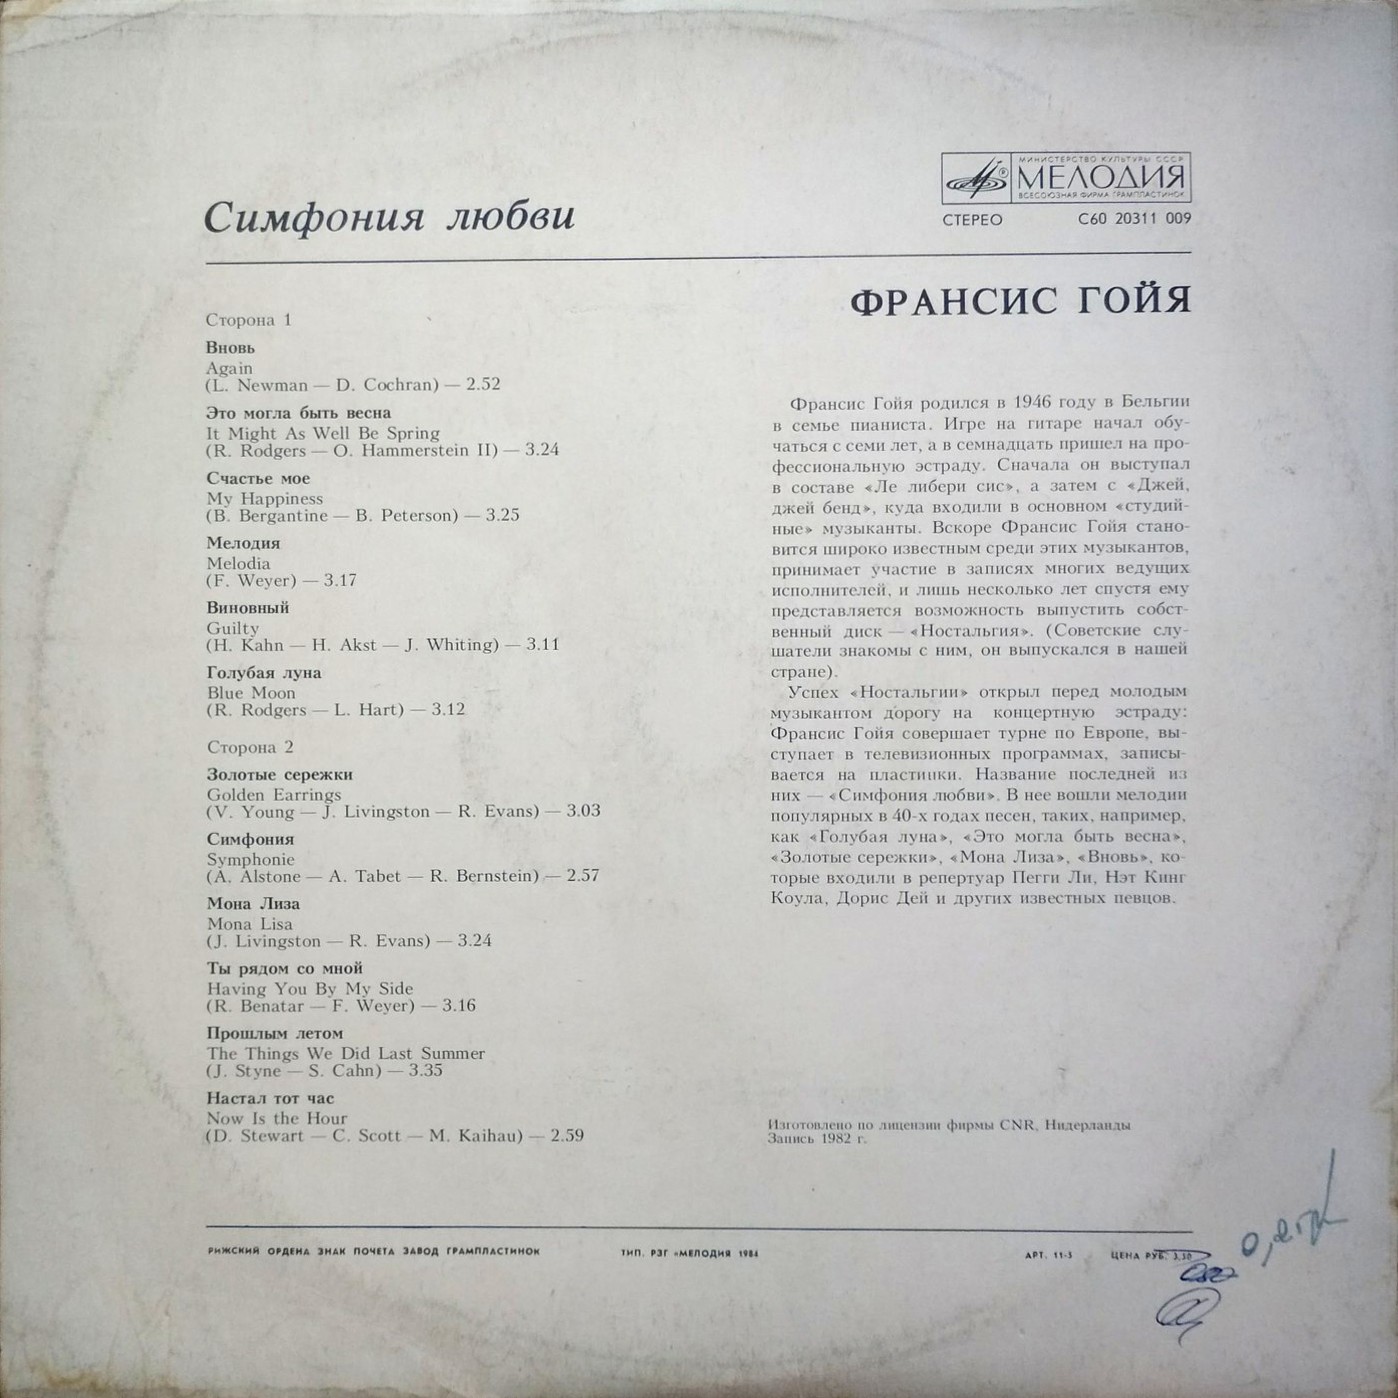 Симфония любви
МИНИСТЕРСТВО КУЛЬТУРЫ СССР
МЕЛОДИЯ
ВСЕСОЮЗНАЯ ФИРМА ГРАМПЛАСТИНОК
СТЕРЕО С60 20311 009
ФРАНСИС ГОЙЯ
Сторона 1
Вновь
Again
(L. Newman — D. Cochran) — 2.52
Это могла быть весна
It Might As Well Be Spring
(R. Rodgers — O. Hammerstein II) — 3.24
Счастье мое
My Happiness
(B. Bergantine — B. Peterson) — 3.25
Мелодия
Melodia
(F. Weyer) — 3.17
Виновный
Guilty
(H. Kahn — H. Akst — J. Whiting) — 3.11
Голубая луна
Blue Moon
(R. Rodgers — L. Hart) — 3.12
Сторона 2
Золотые сережки
Golden Earrings
(V. Young — J. Livingston — R. Evans) — 3.03
Симфония
Symphonie
(A. Alstone — A. Tabet — R. Bernstein) — 2.57
Мона Лиза
Mona Lisa
(J. Livingston — R. Evans) — 3.24
Ты рядом со мной
Having You By My Side
(R. Benatar — F. Weyer) — 3.16
Прошлым летом
The Things We Did Last Summer
(J. Styne — S. Cahn) — 3.35
Настал тот час
Now Is the Hour
(D. Stewart — C. Scott — M. Kaihau) — 2.59
Франсис Гойя родился в 1946 году в Бельгии
в семье пианиста. Игре на гитаре начал обу-
чаться с семи лет, а в семнадцать пришел на про-
фессиональную эстраду. Сначала он выступал
в составе «Ле либери сис», а затем с «Джей,
джей бенд», куда входили в основном «студий-
ные» музыканты. Вскоре Франсис Гойя стано-
вится широко известным среди этих музыкантов,
принимает участие в записях многих ведущих
исполнителей, и лишь несколько лет спустя ему
представляется возможность выпустить собст-
венный диск — «Ностальгия». (Советские слу-
шатели знакомы с ним, он выпускался в нашей
стране).
Успех «Ностальгии» открыл перед молодым
музыкантом дорогу на концертную эстраду:
Франсис Гойя совершает турне по Европе, вы-
ступает в телевизионных программах, записы-
вается на пластинки. Название последней из
них — «Симфония любви». В нее вошли мелодии
популярных в 40-х годах песен, таких, например,
как «Голубая луна», «Это могла быть весна»,
«Золотые сережки», «Мона Лиза», «Вновь», ко-
торые входили в репертуар Пегги Ли, Нэт Кинг
Коула, Дорис Дей и других известных певцов.
Изготовлено по лицензии фирмы CNR, Нидерланды
Запись 1982 г.
РИЖСКИЙ ОРДЕНА ЗНАК ПОЧЕТА ЗАВОД ГРАМПЛАСТИНОК ТИП. РЗГ «МЕЛОДИЯ 1984 АРТ. 11-3 ЦЕНА РУБ. 3.50